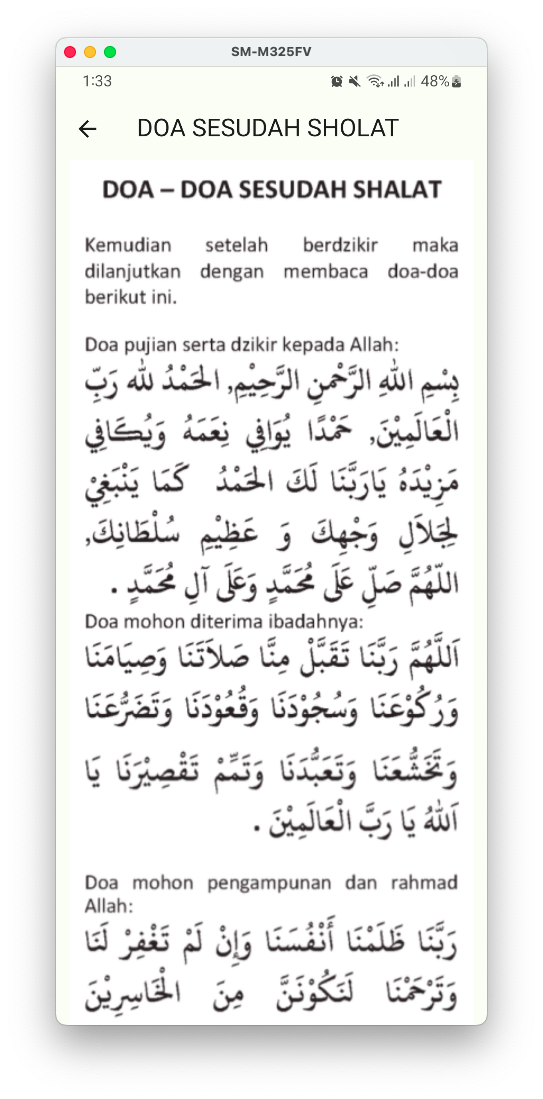 SM-M325FV
1:33
48%
DOA SESUDAH SHOLAT
DOA – DOA SESUDAH SHALAT
Kemudian setelah berdzikir maka
dilanjutkan dengan membaca doa-doa
berikut ini.
Doa pujian serta dzikir kepada Allah:
بِسْمِ اللهِ الرَّحْمنِ الرَّحِيْمِ, الحَمْدُ لله رَبِّ
الْعَالَمِيْنَ, حَمْدًا يُوَافِي نِعَمَهُ وَيُكَافِي
مَزِيْدَهُ يَارَبَّنَا لَكَ الحَمْدُ كَمَا يَنْبَغِيْ
لِجَلاَلِ وَجْهِكَ وَ عَظِيْمِ سُلْطَانِكَ,
اللّهُمَّ صَلِّ عَلَى مُحَمَّدٍ وَعَلَى آلِ مُحَمَّدٍ .
Doa mohon diterima ibadahnya:
اَللَّهُمَّ رَبَّنَا تَقَبَّلْ مِنَّا صَلاَتَنَا وَصِيَامَنَا
وَرُكُوْعَنَا وَسُجُوْدَنَا وَقُعُوْدَنَا وَتَضَرُّعَنَا
وَتَخَشُّعَنَا وَتَعَبُّدَنَا وَتَمِّمْ تَقْصِيْرَنَا يَا
اَللهُ يَا رَبَّ الْعَالَمِيْنَ .
Doa mohon pengampunan dan rahmad
Allah:
رَبَّنَا ظَلَمْنَا أَنْفُسَنَا وَإِنْ لَمْ تَغْفِرْ لَنَا
وَتَرْحَمْنَا لَنَكُوْنَنَّ مِنَ الْخَاسِرِيْنَ